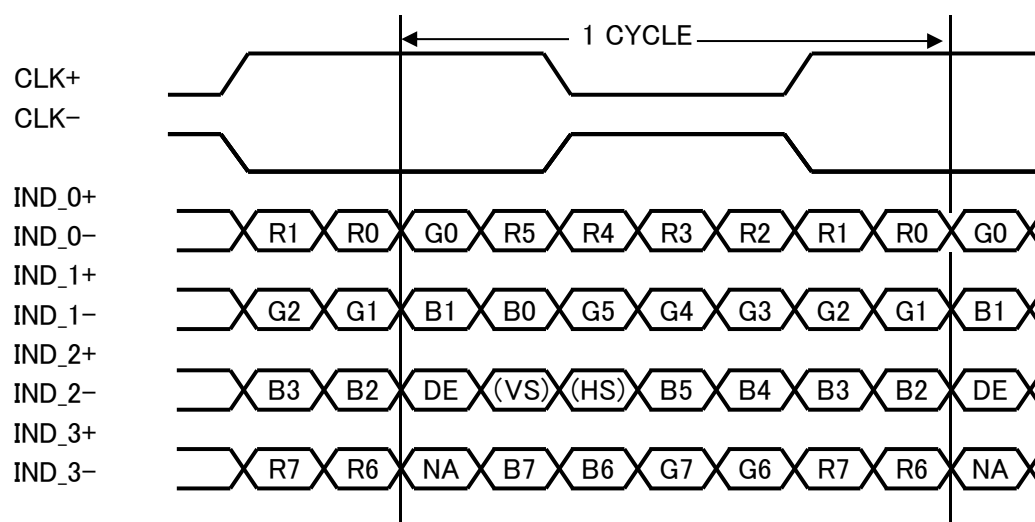 1 CYCLE
CLK+
CLK-
IND_0+
IND_0- R1 R0 G0 R5 R4 R3 R2 R1 R0 G0
IND_1+
IND_1- G2 G1 B1 B0 G5 G4 G3 G2 G1 B1
IND_2+
IND_2- B3 B2 DE (VS) (HS) B5 B4 B3 B2 DE
IND_3+
IND_3- R7 R6 NA B7 B6 G7 G6 R7 R6 NA